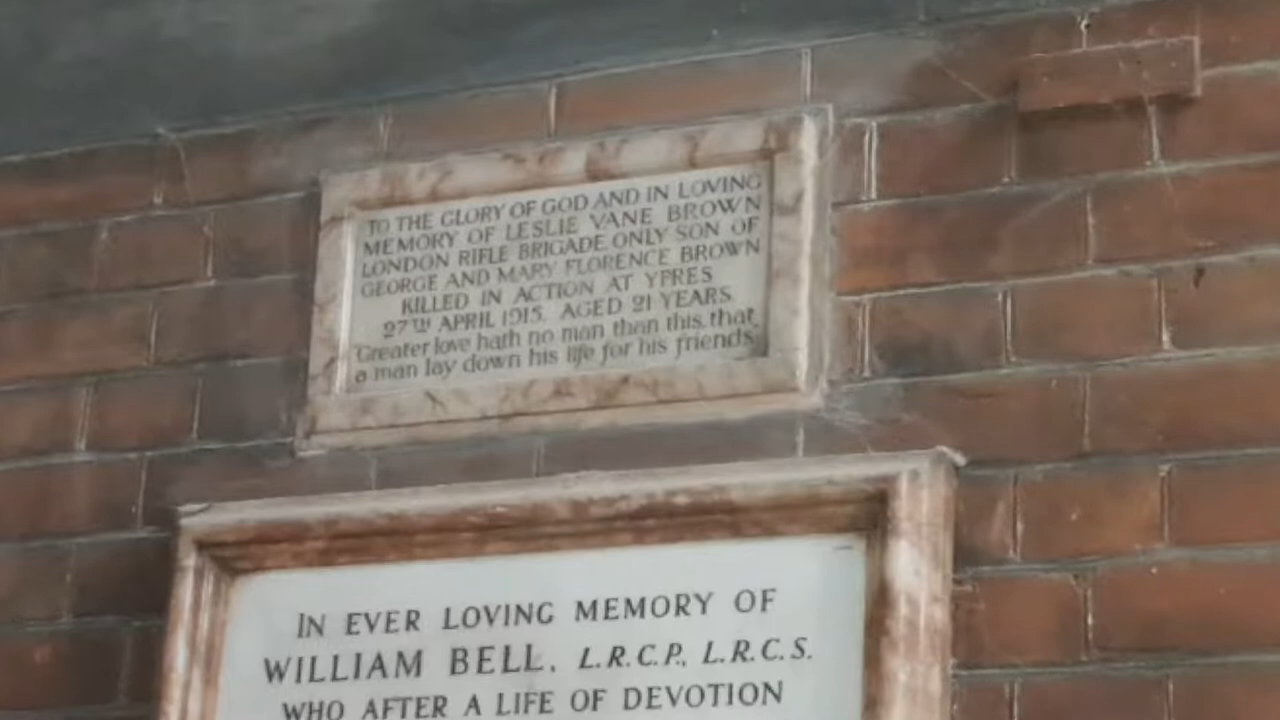 TO THE GLORY OF GOD AND IN LOVING
MEMORY OF LESLIE VANE BROWN
LONDON RIFLE BRIGADE, ONLY SON OF
GEORGE AND MARY FLORENCE BROWN
KILLED IN ACTION AT YPRES
27TH APRIL 1915. AGED 21 YEARS.
"Greater love hath no man than this, that
a man lay down his life for his friends."
IN EVER LOVING MEMORY OF
WILLIAM BELL, L.R.C.P., L.R.C.S.
WHO AFTER A LIFE OF DEVOTION